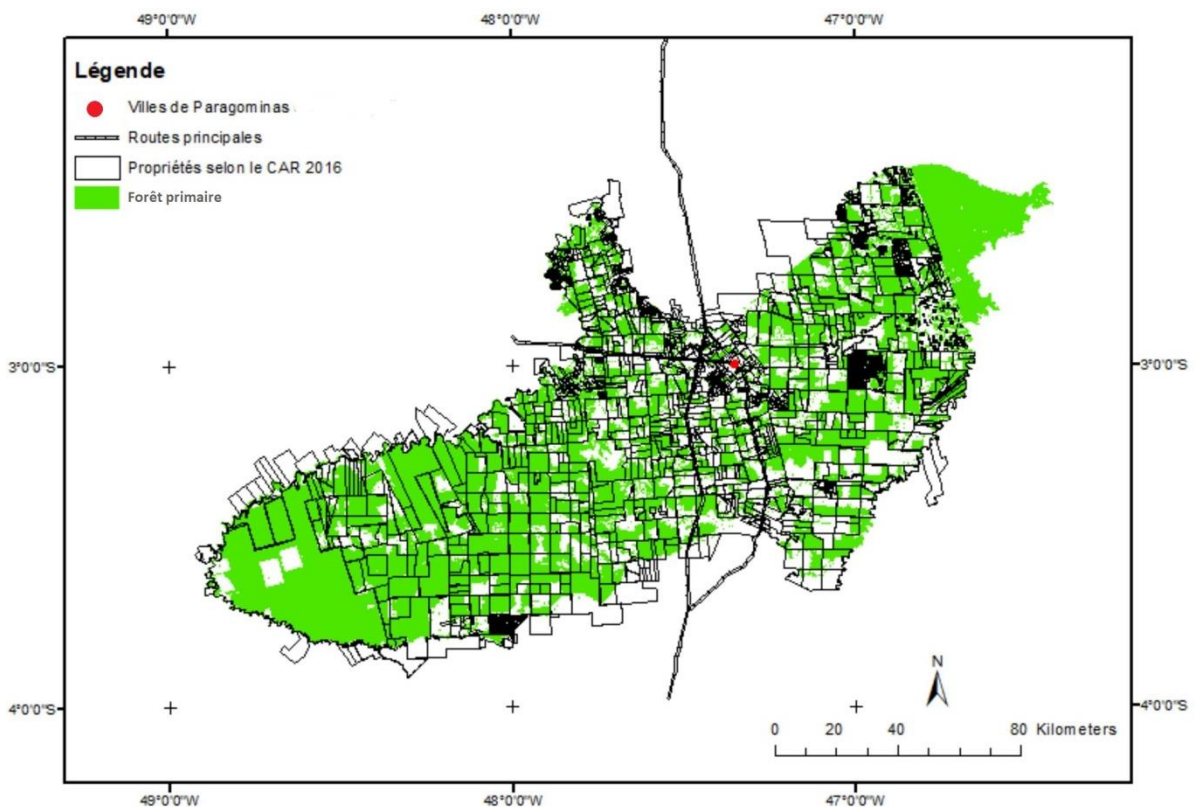 49°0'0"W 48°0'0"W 47°0'0"W
Légende
Villes de Paragominas
Routes principales
Propriétés selon le CAR 2016
Forêt primaire
3°0'0"S 3°0'0"S
N
4°0'0"S 4°0'0"S
0 20 40 80 Kilometers
49°0'0"W 48°0'0"W 47°0'0"W